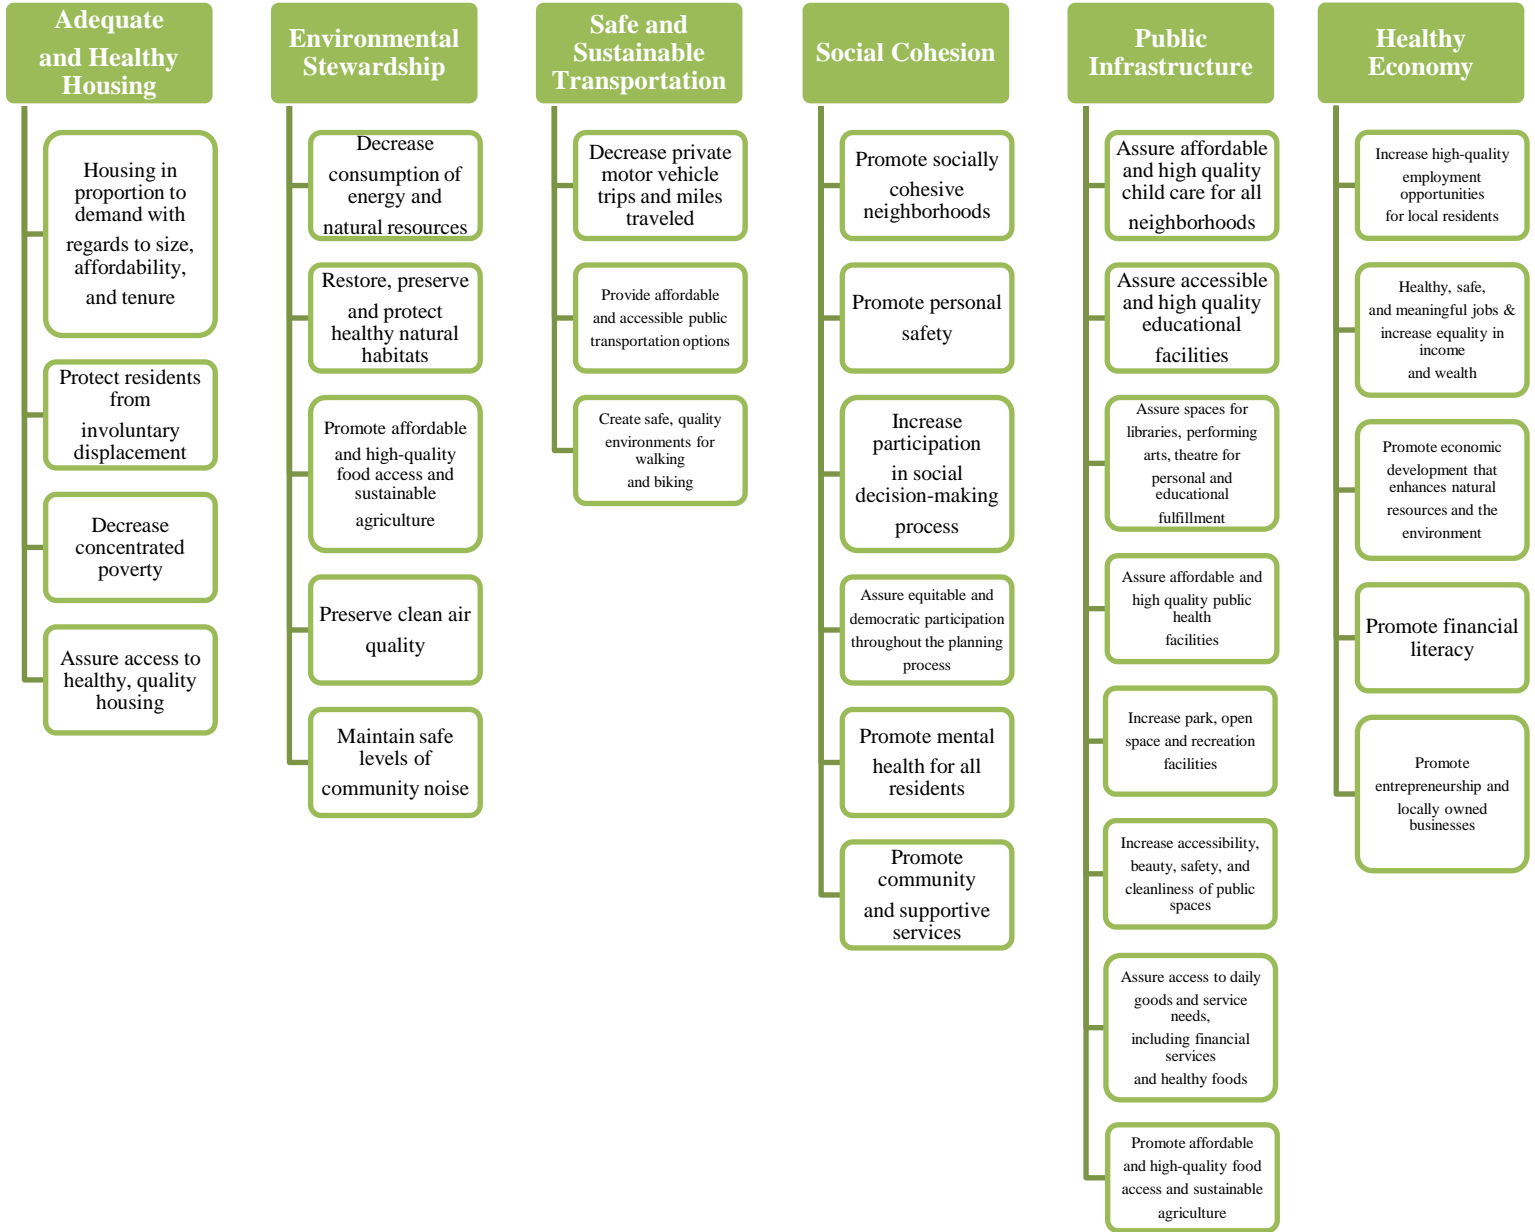 Adequate
and Healthy
Housing
Housing in
proportion to
demand with
regards to size,
affordability,
and tenure
Protect residents
from
involuntary
displacement
Decrease
concentrated
poverty
Assure access to
healthy, quality
housing
Environmental
Stewardship
Decrease
consumption of
energy and
natural resources
Restore, preserve
and protect
healthy natural
habitats
Promote affordable
and high-quality
food access and
sustainable
agriculture
Preserve clean air
quality
Maintain safe
levels of
community noise
Safe and
Sustainable
Transportation
Decrease private
motor vehicle
trips and miles
traveled
Provide affordable
and accessible public
transportation options
Create safe, quality
environments for
walking
and biking
Social Cohesion
Promote socially
cohesive
neighborhoods
Promote personal
safety
Increase
participation
in social
decision-making
process
Assure equitable and
democratic participation
throughout the planning
process
Promote mental
health for all
residents
Promote
community
and supportive
services
Public
Infrastructure
Assure affordable
and high quality
child care for all
neighborhoods
Assure accessible
and high quality
educational
facilities
Assure spaces for
libraries, performing
arts, theatre for
personal and
educational
fulfillment
Assure affordable and
high quality public
health
facilities
Increase park, open
space and recreation
facilities
Increase accessibility,
beauty, safety, and
cleanliness of public
spaces
Assure access to daily
goods and service
needs,
including financial
services
and healthy foods
Promote affordable
and high-quality food
access and sustainable
agriculture
Healthy
Economy
Increase high-quality
employment
opportunities
for local residents
Healthy, safe,
and meaningful jobs &
increase equality in
income
and wealth
Promote economic
development that
enhances natural
resources and the
environment
Promote financial
literacy
Promote
entrepreneurship and
locally owned
businesses